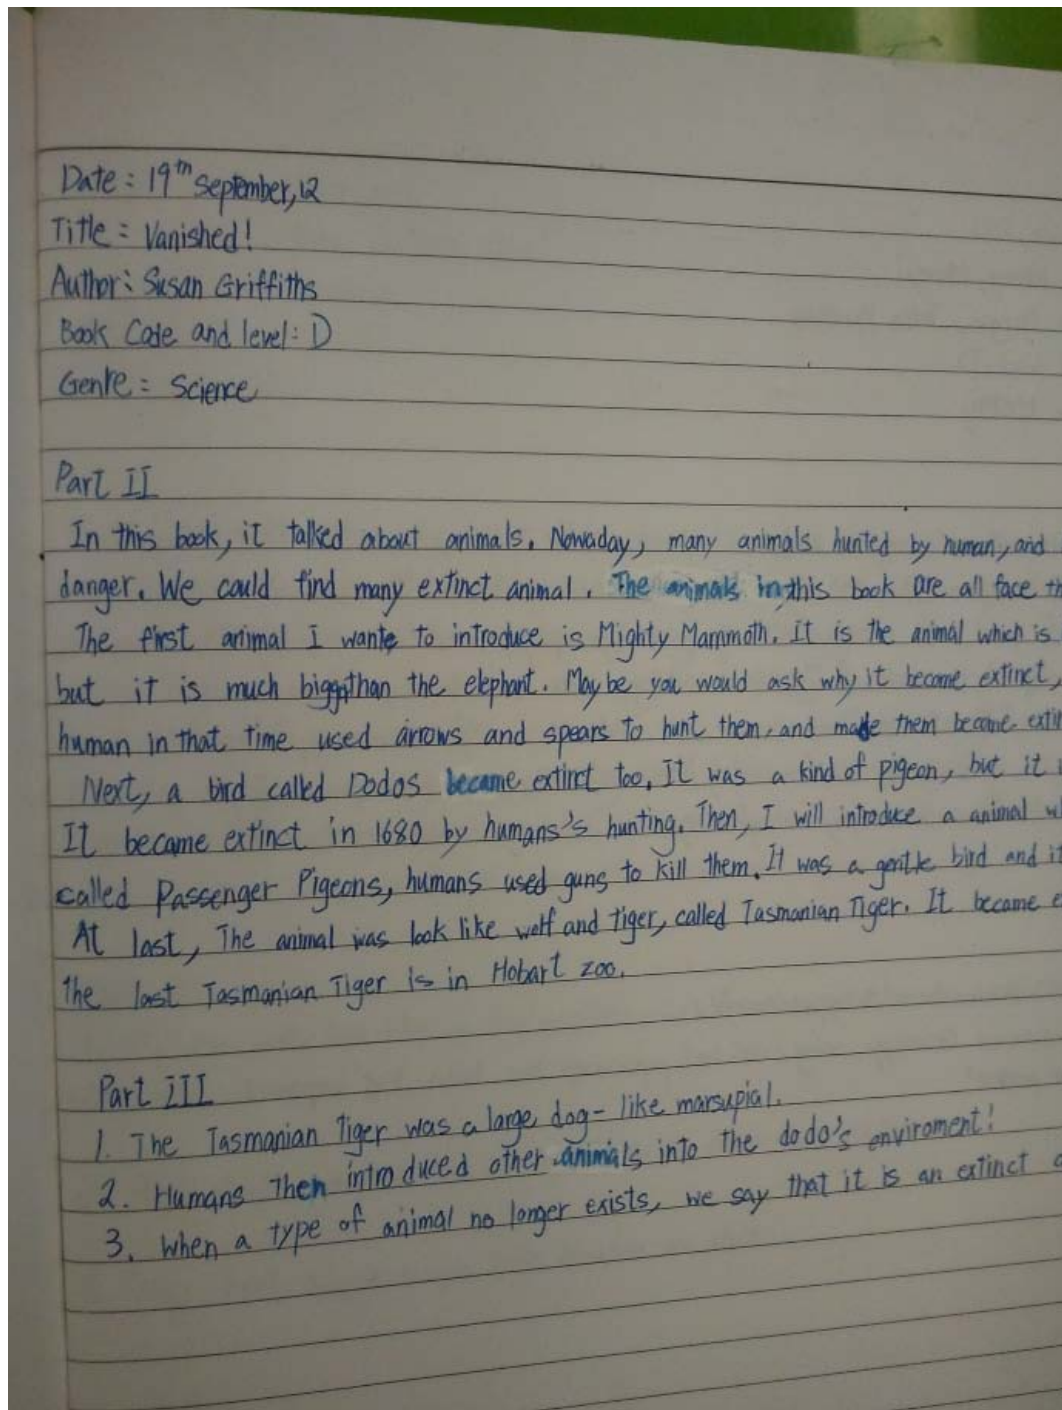 Date: 19th September, 12
Title: Vanished!
Author: Susan Griffiths
Book Code and level: D
Genre: Science
Part II
In this book, it talked about animals. Nowaday, many animals hunted by human, and
danger. We could find many extinct animal. The animals in this book are all face
The first animal I wante to introduce is Mighty Mammoth. It is the animal which is
but it is much bigger than the elephant. Maybe you would ask why it become extinct,
human in that time used arrows and spears to hunt them, and made them become
Next, a bird called Dodos became extinct too. It was a kind of pigeon, but it
It became extinct in 1680 by humans's hunting. Then, I will introduce a animal
called Passenger Pigeons, humans used guns to kill them. It was a gentle bird and
At last, The animal was look like wolf and tiger, called Tasmanian Tiger. It became
the last Tasmanian Tiger is in Hobart zoo.
Part III
1. The Tasmanian Tiger was a large dog-like marsupial.
2. Humans Then introduced other animals into the dodo's enviroment!
3. When a type of animal no longer exists, we say that it is an extinct